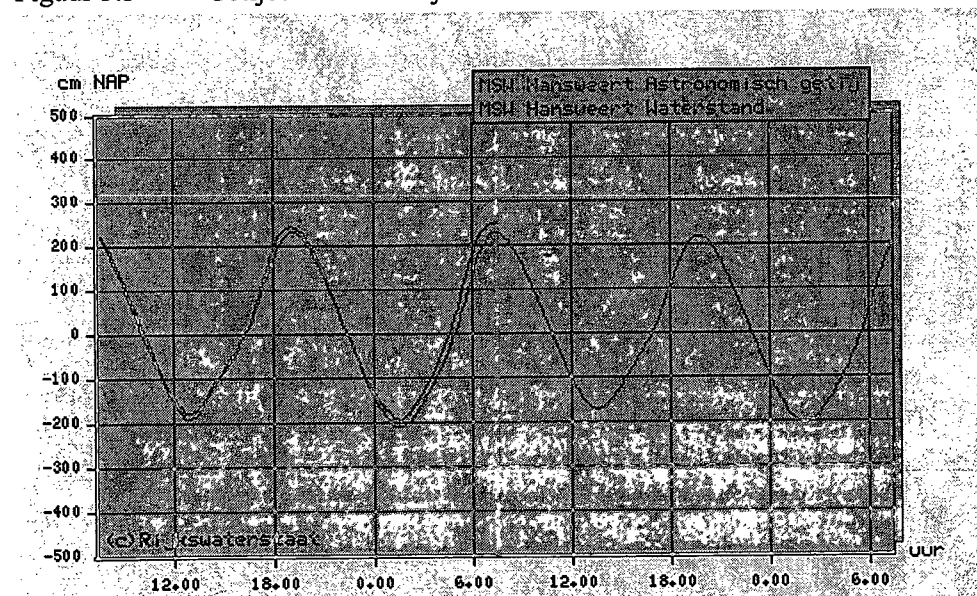 cm NAP
MSW Hansweert Astronomisch getij
MSW Hansweert Waterstand
500
400
300
200
100
0
-100
-200
-300
-400
-500
(c)Rijkswaterstaat
uur
12.00 18.00 0.00 6.00 12.00 18.00 0.00 6.00